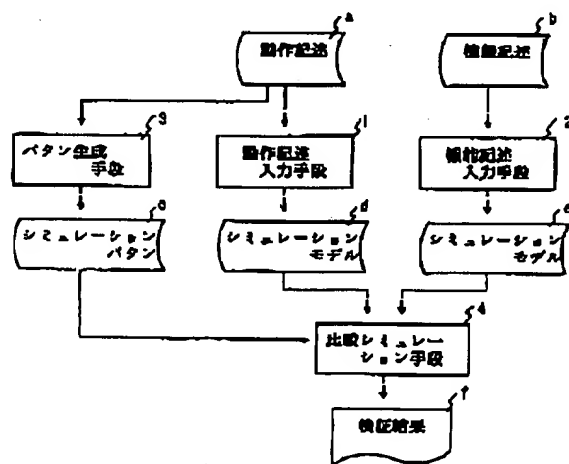 a
b
動作記述
機能記述
3
1
2
パタン生成
手段
動作記述
入力手段
機能記述
入力手段
c
d
e
シミュレーション
パタン
シミュレーション
モデル
シミュレーション
モデル
4
比較シミュレー
ション手段
f
検証結果